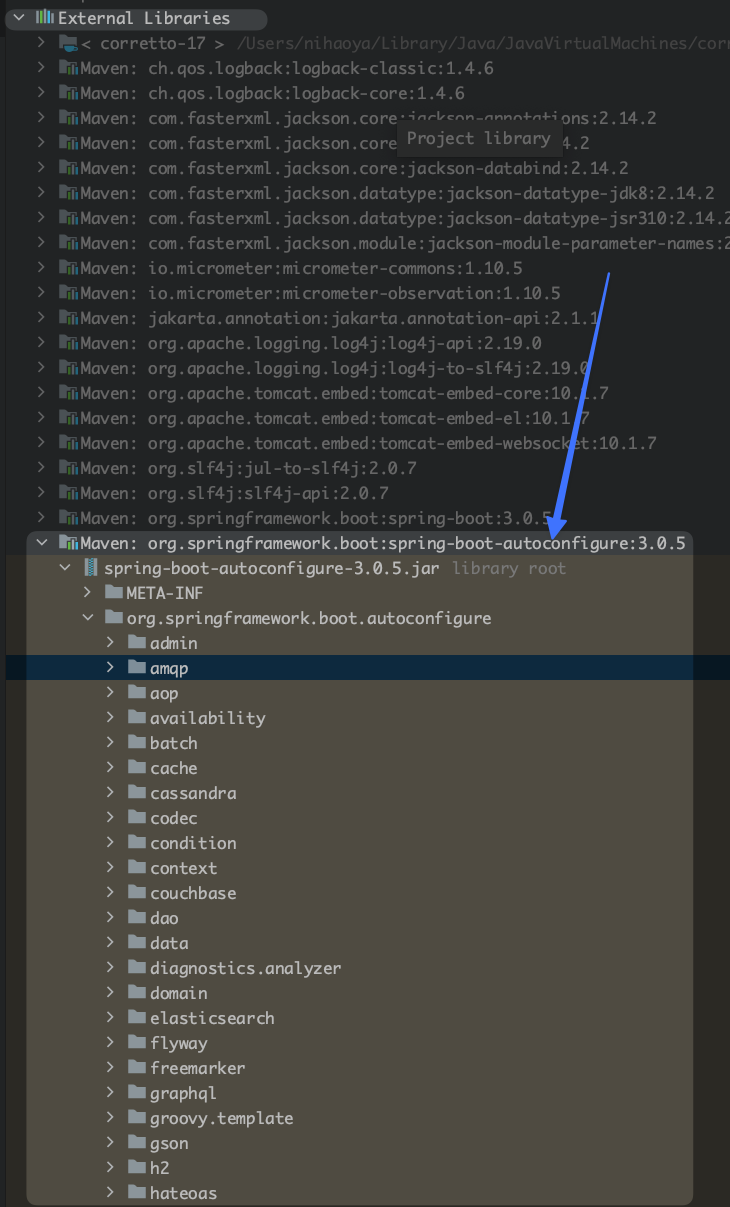 External Libraries
< corretto-17 > /Users/nihaoya/Library/Java/JavaVirtualMachines/corr
Maven: ch.qos.logback:logback-classic:1.4.6
Maven: ch.qos.logback:logback-core:1.4.6
Maven: com.fasterxml.jackson.core:jackson-annotations:2.14.2
Maven: com.fasterxml.jackson.core 4.2
Project library
Maven: com.fasterxml.jackson.core:jackson-databind:2.14.2
Maven: com.fasterxml.jackson.datatype:jackson-datatype-jdk8:2.14.2
Maven: com.fasterxml.jackson.datatype:jackson-datatype-jsr310:2.14.2
Maven: com.fasterxml.jackson.module:jackson-module-parameter-names:2
Maven: io.micrometer:micrometer-commons:1.10.5
Maven: io.micrometer:micrometer-observation:1.10.5
Maven: jakarta.annotation:jakarta.annotation-api:2.1.1
Maven: org.apache.logging.log4j:log4j-api:2.19.0
Maven: org.apache.logging.log4j:log4j-to-slf4j:2.19.0
Maven: org.apache.tomcat.embed:tomcat-embed-core:10.1.7
Maven: org.apache.tomcat.embed:tomcat-embed-el:10.1.7
Maven: org.apache.tomcat.embed:tomcat-embed-websocket:10.1.7
Maven: org.slf4j:jul-to-slf4j:2.0.7
Maven: org.slf4j:slf4j-api:2.0.7
Maven: org.springframework.boot:spring-boot:3.0.5
Maven: org.springframework.boot:spring-boot-autoconfigure:3.0.5
spring-boot-autoconfigure-3.0.5.jar library root
META-INF
org.springframework.boot.autoconfigure
admin
amqp
aop
availability
batch
cache
cassandra
codec
condition
context
couchbase
dao
data
diagnostics.analyzer
domain
elasticsearch
flyway
freemarker
graphql
groovy.template
gson
h2
hateoas